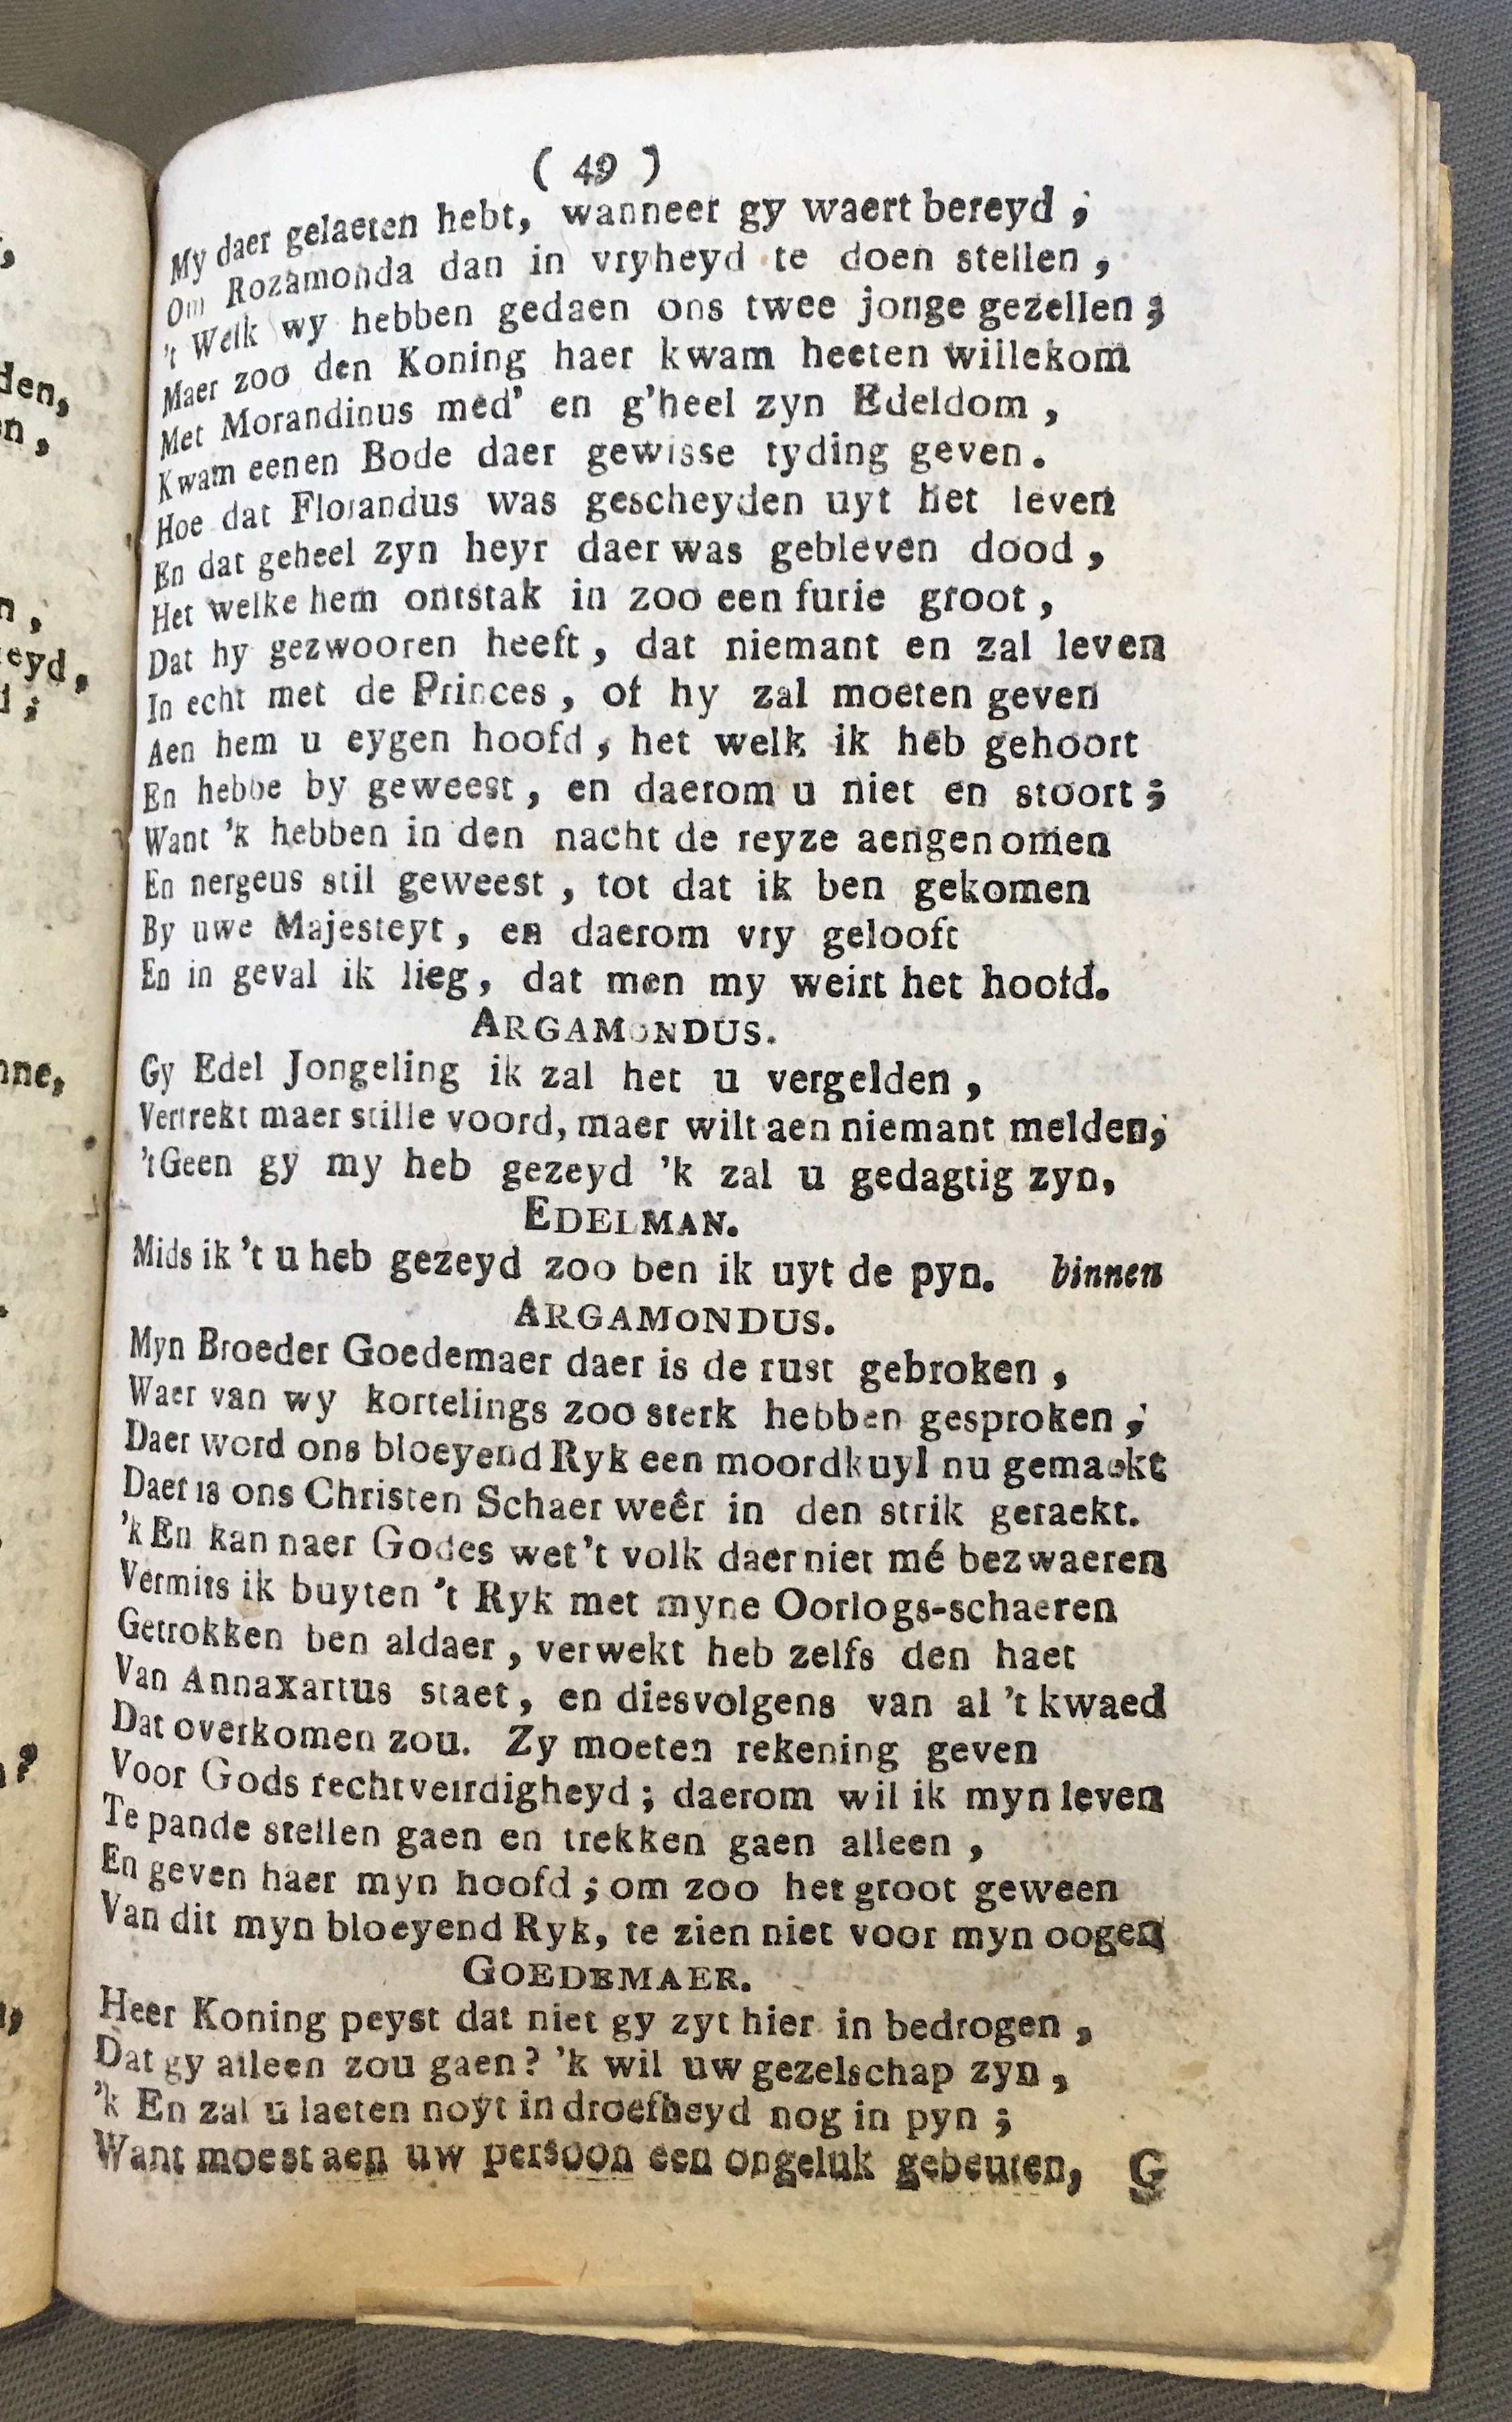 ( 49 )
My daer gelaeten hebt, wanneer gy waert bereyd ;
Om Rozamonda dan in vryheyd te doen stellen ,
't Welk wy hebben gedaen ons twee jonge gezellen ;
Maer zoo den Koning haer kwam heeten willekom
Met Morandinus med' en g'heel zyn Edeldom ,
Kwam eenen Bode daer gewisse tyding geven .
Hoe dat Florandus was gescheyden uyt het leven
En dat geheel zyn heyr daer was gebleven dood ,
Het welke hem ontstak in zoo een furie groot ,
Dat hy gezwooren heeft , dat niemant en zal leven
In echt met de Princes , of hy zal moeten geven
Aen hem u eygen hoofd , het welk ik heb gehoort
En hebbe by geweest , en daerom u niet en stoort ;
Want 'k hebben in den nacht de reyze aengenomen
En nergeus stil geweest , tot dat ik ben gekomen
By uwe Majesteyt , en daerom vry gelooft
En in geval ik lieg , dat men my weirt het hoofd.
ARGAMONDUS.
Gy Edel Jongeling ik zal het u vergelden ,
Vertrekt maer stille voord, maer wilt aen niemant melden,
't Geen gy my heb gezeyd 'k zal u gedagtig zyn,
EDELMAN.
Mids ik 't u heb gezeyd zoo ben ik uyt de pyn. binnen
ARGAMONDUS.
Myn Broeder Goedemaer daer is de rust gebroken ,
Waer van wy kortelings zoo sterk hebben gesproken ,
Daer word ons bloeyend Ryk een moordkuyl nu gemaekt
Daer is ons Christen Schaer weêr in den strik geraekt.
'k En kan naer Godes wet 't volk daer niet mé bezwaeren
Vermits ik buyten 't Ryk met myne Oorlogs-schaeren
Getrokken ben aldaer , verwekt heb zelfs den haet
Van Annaxartus staet , en diesvolgens van al 't kwaed
Dat overkomen zou. Zy moeten rekening geven
Voor Gods rechtveirdigheyd ; daerom wil ik myn leven
Te pande stellen gaen en trekken gaen alleen ,
En geven haer myn hoofd ; om zoo het groot geween
Van dit myn bloeyend Ryk, te zien niet voor myn oogen
GOEDEMAER.
Heer Koning peyst dat niet gy zyt hier in bedrogen ,
Dat gy alleen zou gaen ? 'k wil uw gezelschap zyn ,
'k En zal u laeten noyt in droefheyd nog in pyn ;
Want moest aen uw persoon een ongeluk gebeuren, G
den,
n ,
n ,
eyd,
d ;
nne,
?